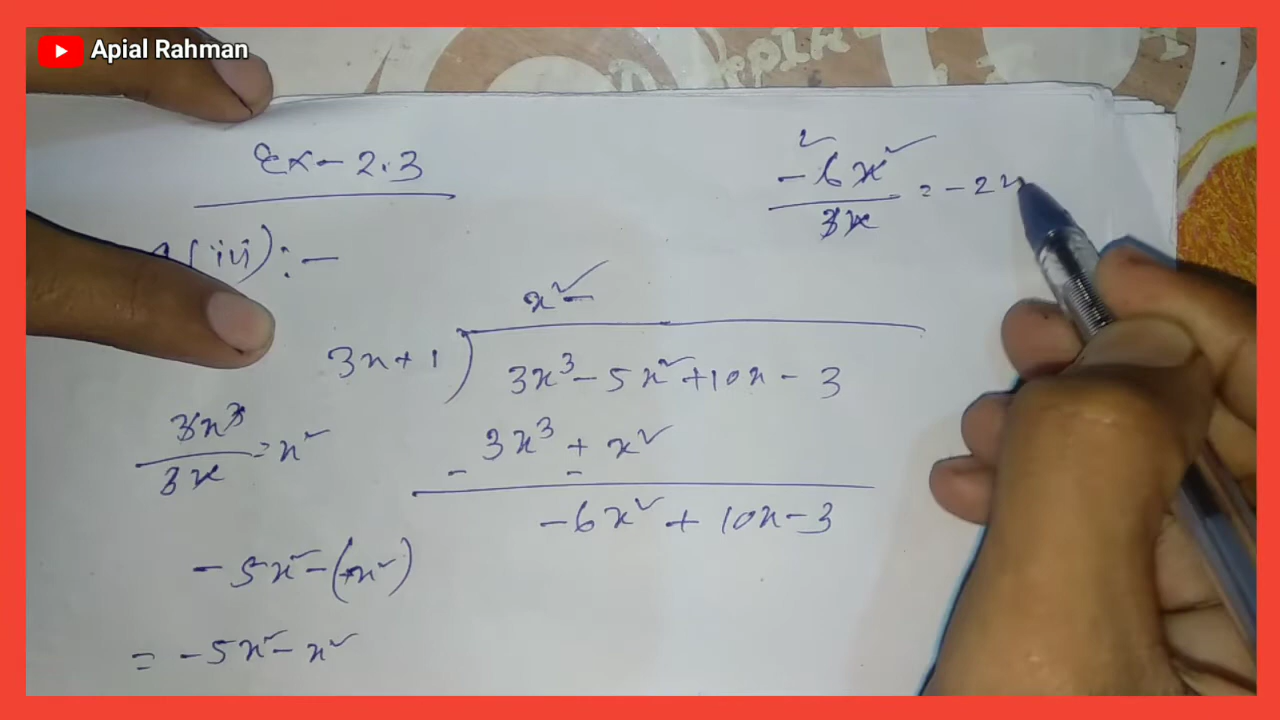 Apial Rahman
Ex - 2.3
(iii) : -
-6x² / 3x = -2x
x² -
3x + 1 ) 3x³ - 5x² + 10x - 3
3x³ + x²
- -
-6x² + 10x - 3
3x³ / 3x = x²
-5x² - (+x²)
= -5x² - x²